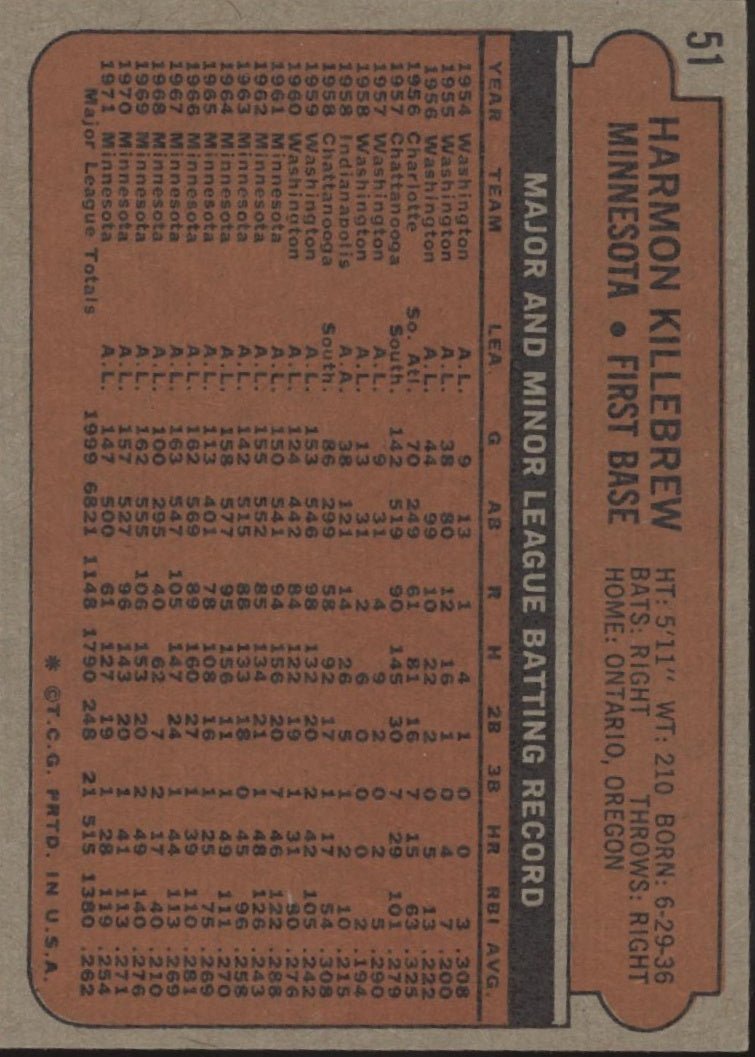 51
HARMON KILLEBREW
MINNESOTA • FIRST BASE
HT: 5'11" WT: 210 BORN: 6-29-36
BATS: RIGHT THROWS: RIGHT
HOME: ONTARIO, OREGON
MAJOR AND MINOR LEAGUE BATTING RECORD
YEAR TEAM LEA G AB R H 2B 3B HR RBI AVG.
1954 Washington A.L. 9 13 1 4 1 0 0 3 .308
1955 Washington A.L. 38 80 12 16 1 0 4 7 .200
1956 Washington A.L. 44 99 10 22 2 0 5 13 .222
1956 Charlotte So. Atl. 70 249 61 81 16 7 15 63 .325
1957 Chattanooga South. 142 519 90 145 30 7 29 101 .279
1957 Washington A.L. 9 31 4 9 2 0 2 5 .290
1958 Washington A.L. 13 31 2 6 0 0 0 2 .194
1958 Indianapolis A.A. 38 121 14 26 5 1 2 10 .215
1958 Chattanooga South. 86 299 58 92 17 1 17 54 .308
1959 Washington A.L. 153 546 98 132 20 2 42 105 .242
1960 Washington A.L. 124 442 84 122 19 1 31 80 .276
1961 Minnesota A.L. 150 541 94 156 20 7 46 122 .288
1962 Minnesota A.L. 155 552 85 134 21 1 48 126 .243
1963 Minnesota A.L. 142 515 88 133 18 0 45 96 .258
1964 Minnesota A.L. 158 577 95 156 11 1 49 111 .270
1965 Minnesota A.L. 113 401 78 108 16 1 25 75 .269
1966 Minnesota A.L. 162 569 89 160 27 1 39 110 .281
1967 Minnesota A.L. 163 547 105 147 24 1 44 113 .269
1968 Minnesota A.L. 100 295 40 62 7 2 17 40 .210
1969 Minnesota A.L. 162 555 106 153 20 2 49 140 .276
1970 Minnesota A.L. 157 527 96 143 20 1 41 113 .271
1971 Minnesota A.L. 147 500 61 127 19 1 28 119 .254
Major League Totals 1999 6821 1148 1790 248 21 515 1380 .262
* ©T.C.G. PRTD. IN U.S.A.